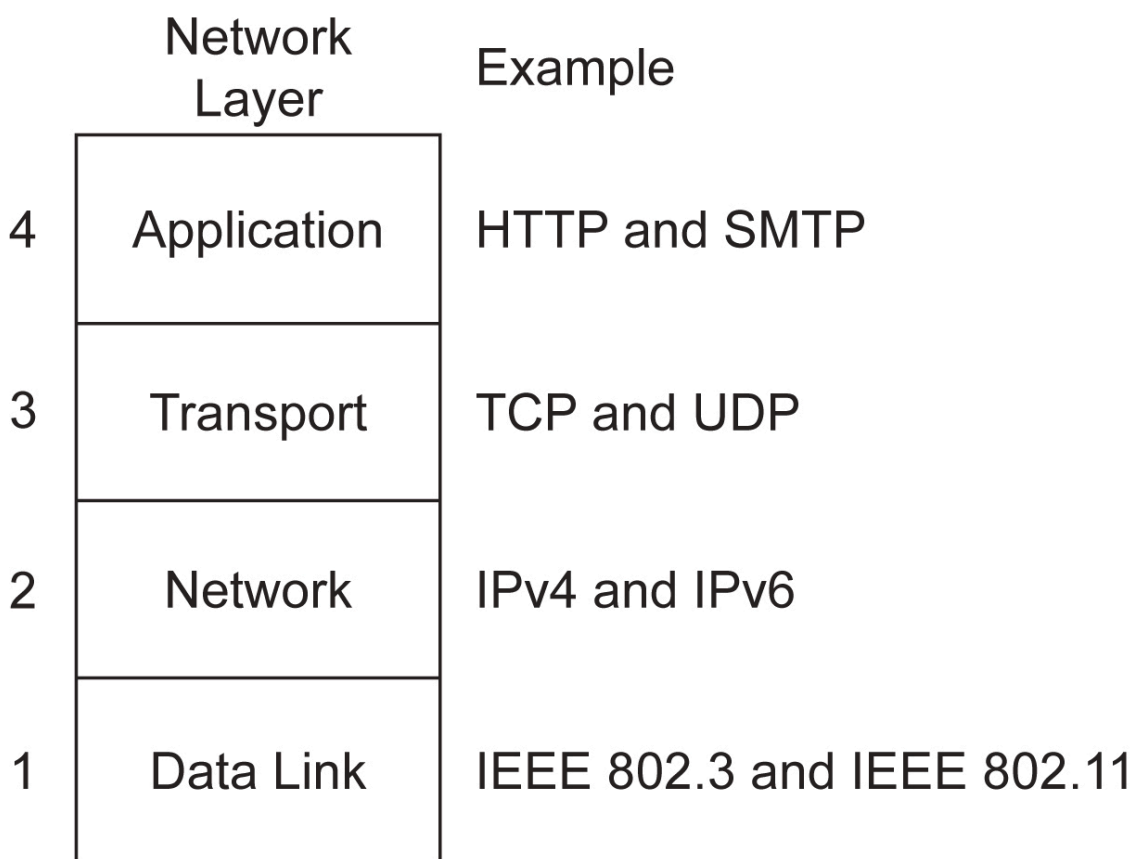 Network
Layer
Example
4 Application HTTP and SMTP
3 Transport TCP and UDP
2 Network IPv4 and IPv6
1 Data Link IEEE 802.3 and IEEE 802.11